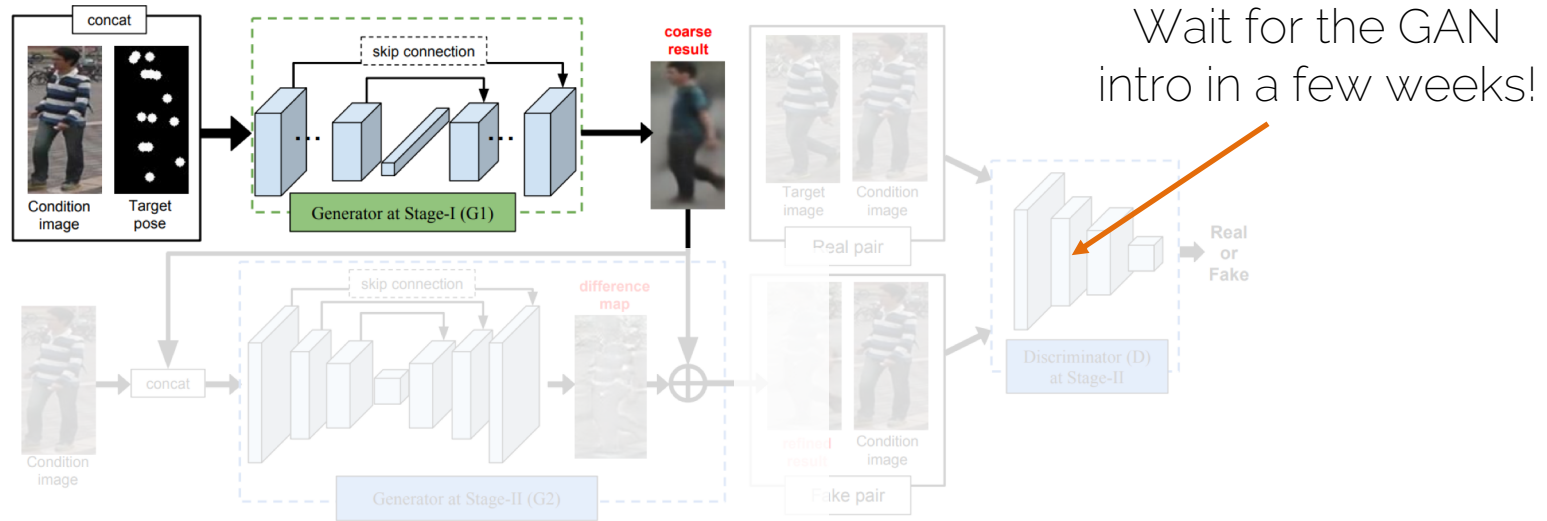 concat
Condition
image
Target
pose
skip connection
Generator at Stage-I (G1)
coarse
result
Wait for the GAN
intro in a few weeks!
Target
image
Condition
image
Real pair
Real
or
Fake
Discriminator (D)
at Stage-II
Condition
image
concat
skip connection
Generator at Stage-II (G2)
difference
map
refined
result
Condition
image
Fake pair